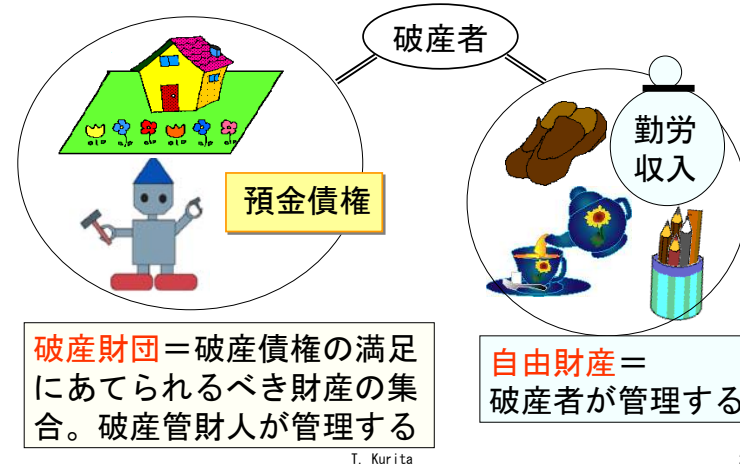 破産者
勤労
収入
預金債権
破産財団＝破産債権の満足
にあてられるべき財産の集
合。破産管財人が管理する
自由財産＝
破産者が管理する
T. Kurita